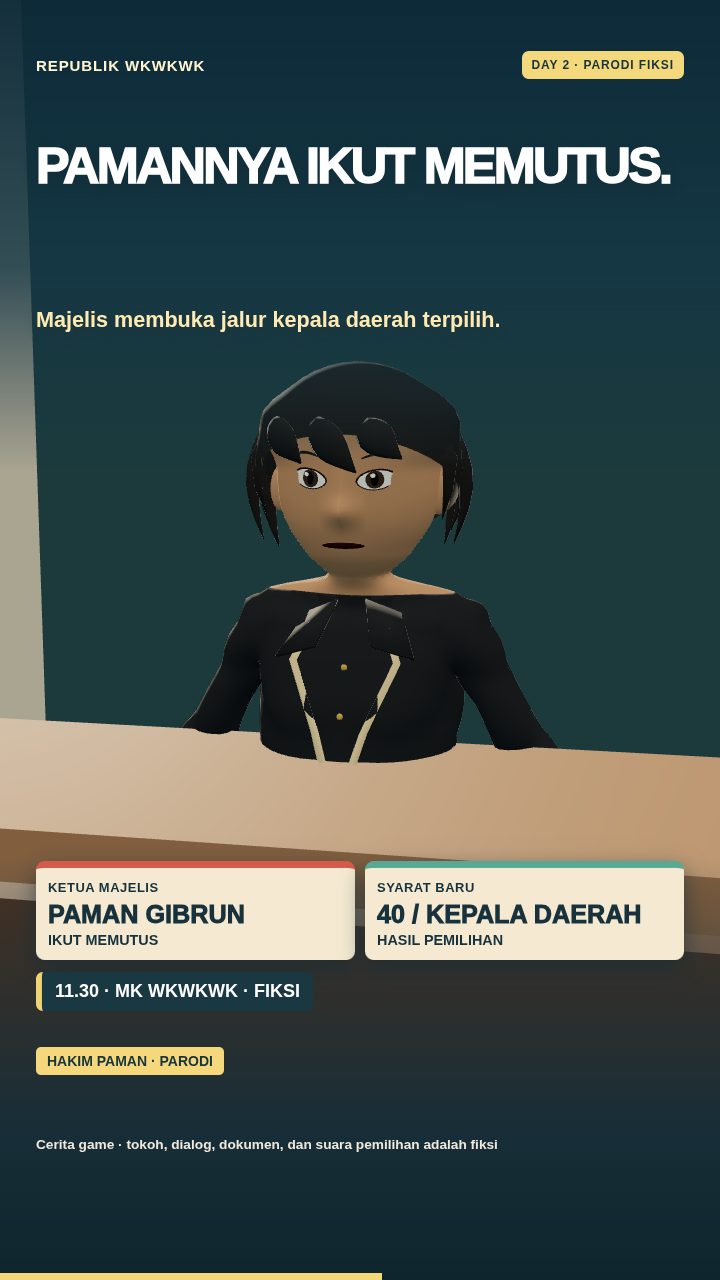 REPUBLIK WKWKWK
DAY 2 · PARODI FIKSI
PAMANNYA IKUT MEMUTUS.
Majelis membuka jalur kepala daerah terpilih.
KETUA MAJELIS
PAMAN GIBRUN
IKUT MEMUTUS
SYARAT BARU
40 / KEPALA DAERAH
HASIL PEMILIHAN
11.30 · MK WKWKWK · FIKSI
HAKIM PAMAN · PARODI
Cerita game · tokoh, dialog, dokumen, dan suara pemilihan adalah fiksi